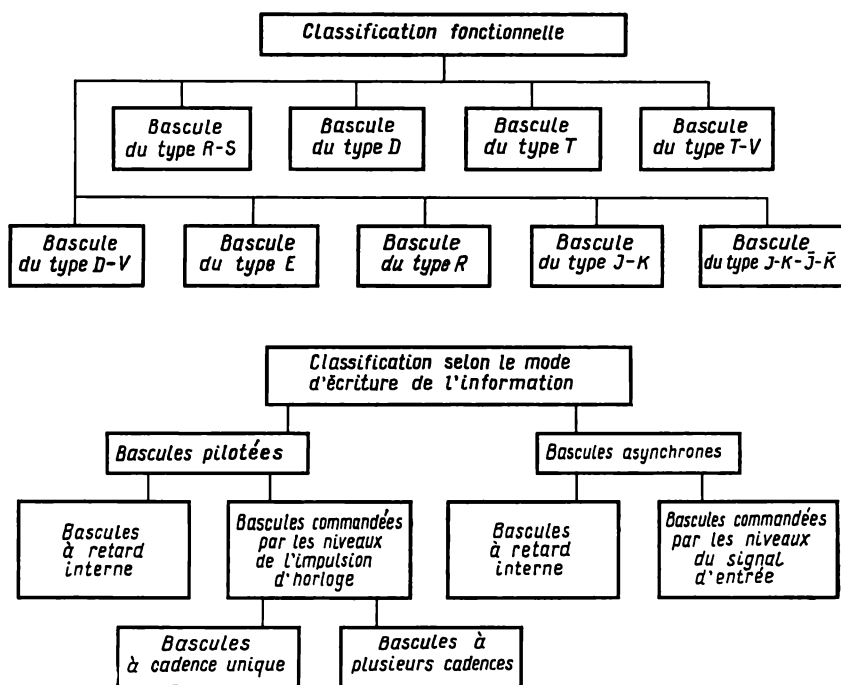 Classification fonctionnelle
Bascule
du type R-S
Bascule
du type D
Bascule
du type T
Bascule
du type T-V
Bascule
du type D-V
Bascule
du type E
Bascule
du type R
Bascule
du type J-K
Bascule
du type J-K-J̄-K̄
Classification selon le mode
d'écriture de l'information
Bascules pilotées
Bascules asynchrones
Bascules
à retard
interne
Bascules commandées
par les niveaux
de l'impulsion
d'horloge
Bascules
à retard
interne
Bascules commandées
par les niveaux
du signal
d'entrée
Bascules
à cadence unique
Bascules à
plusieurs cadences